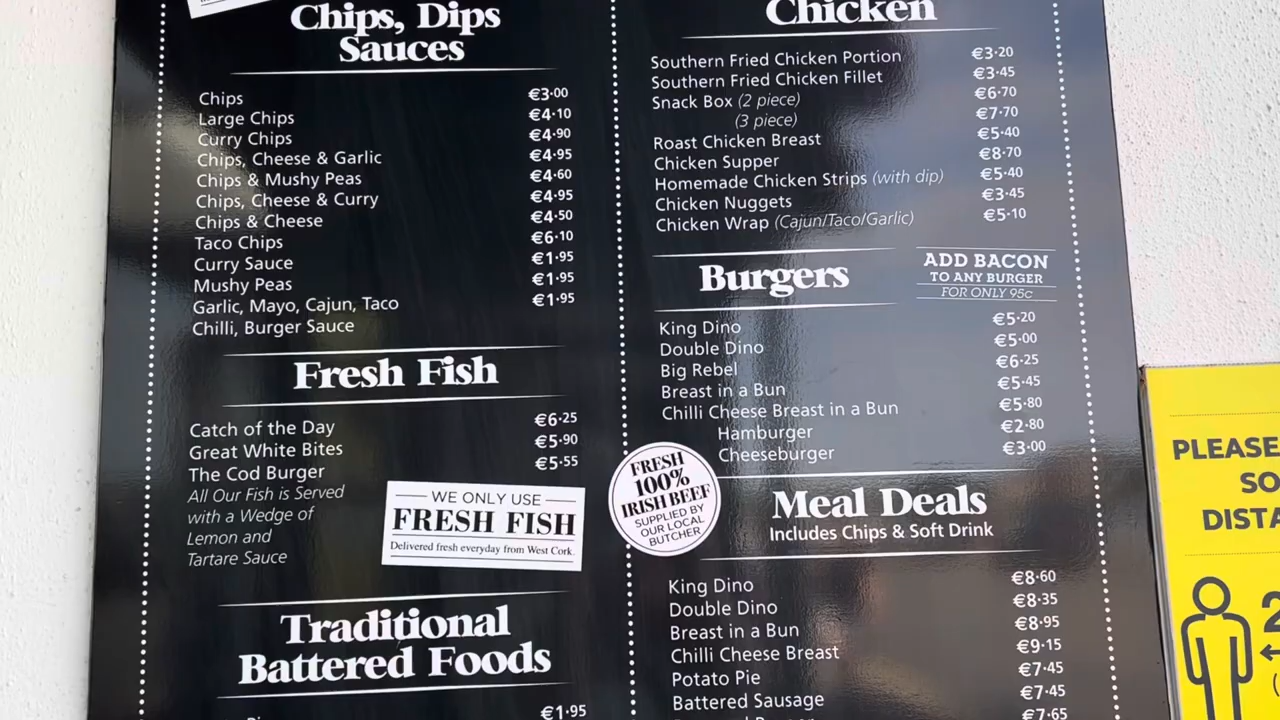 Chips, Dips
Sauces
Chips €3·00
Large Chips €4·10
Curry Chips €4·90
Chips, Cheese & Garlic €4·95
Chips & Mushy Peas €4·60
Chips, Cheese & Curry €4·95
Chips & Cheese €4·50
Taco Chips €6·10
Curry Sauce €1·95
Mushy Peas €1·95
Garlic, Mayo, Cajun, Taco €1·95
Chilli, Burger Sauce
Fresh Fish
Catch of the Day €6·25
Great White Bites €5·90
The Cod Burger €5·55
All Our Fish is Served
with a Wedge of
Lemon and
Tartare Sauce
WE ONLY USE
FRESH FISH
Delivered fresh everyday from West Cork.
Traditional
Battered Foods
€1·95
Chicken
Southern Fried Chicken Portion €3·20
Southern Fried Chicken Fillet €3·45
Snack Box (2 piece) €6·70
(3 piece) €7·70
Roast Chicken Breast €5·40
Chicken Supper €8·70
Homemade Chicken Strips (with dip) €5·40
Chicken Nuggets €3·45
Chicken Wrap (Cajun/Taco/Garlic) €5·10
Burgers
ADD BACON
TO ANY BURGER
FOR ONLY 95c
King Dino €5·20
Double Dino €5·00
Big Rebel €6·25
Breast in a Bun €5·45
Chilli Cheese Breast in a Bun €5·80
Hamburger €2·80
Cheeseburger €3·00
FRESH
100%
IRISH BEEF
SUPPLIED BY
OUR LOCAL
BUTCHER
Meal Deals
Includes Chips & Soft Drink
King Dino €8·60
Double Dino €8·35
Breast in a Bun €8·95
Chilli Cheese Breast €9·15
Potato Pie €7·45
Battered Sausage €7·45
€7·65
PLEASE
SO
DISTA
2